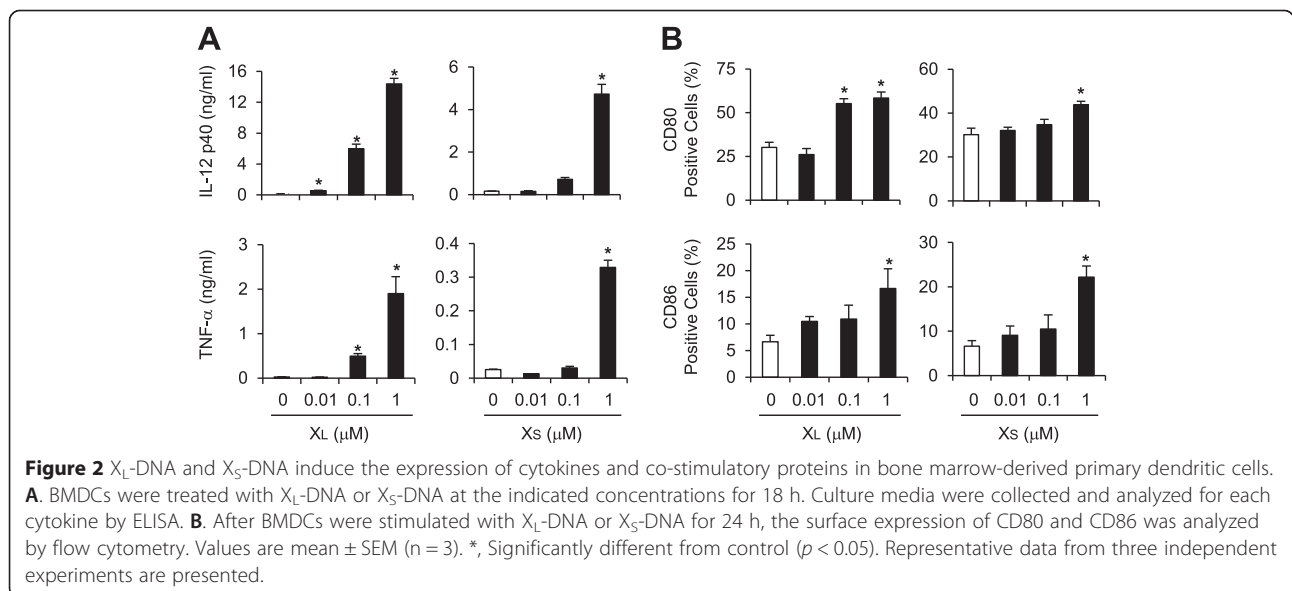 A
B
IL-12 p40 (ng/ml)
16
12
8
4
0
*
*
*
6
4
2
0
*
CD80
Positive Cells (%)
75
50
25
0
*
*
60
40
20
0
*
TNF-α (ng/ml)
3
2
1
0
*
*
0 0.01 0.1 1
XL (μM)
0.4
0.3
0.2
0.1
0
*
0 0.01 0.1 1
XS (μM)
CD86
Positive Cells (%)
25
20
15
10
5
0
*
0 0.01 0.1 1
XL (μM)
30
20
10
0
*
0 0.01 0.1 1
XS (μM)
Figure 2 XL-DNA and XS-DNA induce the expression of cytokines and co-stimulatory proteins in bone marrow-derived primary dendritic cells.
A. BMDCs were treated with XL-DNA or XS-DNA at the indicated concentrations for 18 h. Culture media were collected and analyzed for each
cytokine by ELISA. B. After BMDCs were stimulated with XL-DNA or XS-DNA for 24 h, the surface expression of CD80 and CD86 was analyzed
by flow cytometry. Values are mean ± SEM (n = 3). *, Significantly different from control (p < 0.05). Representative data from three independent
experiments are presented.